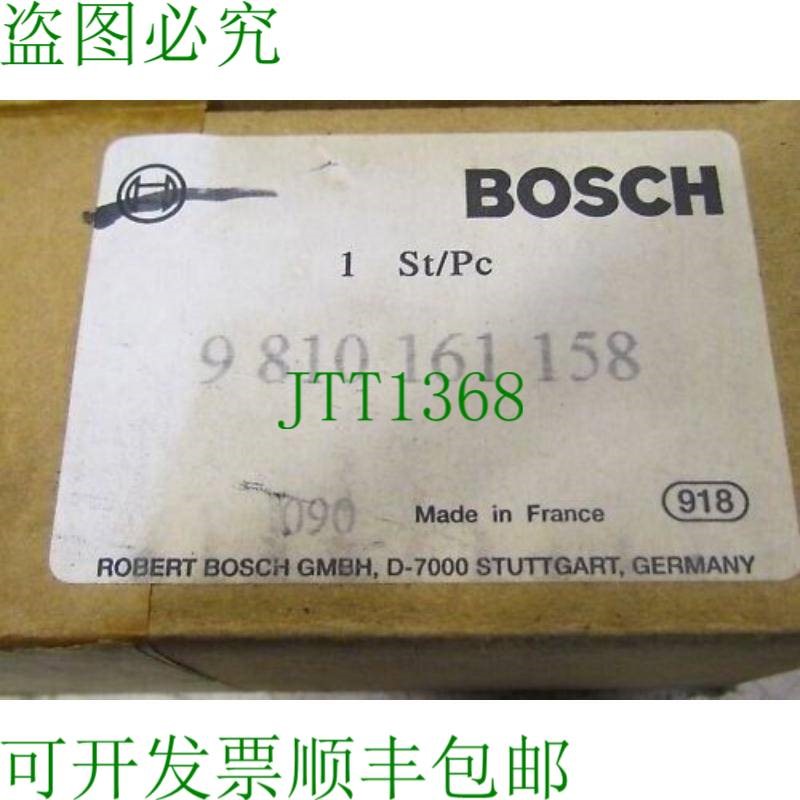 盗图必究
BOSCH
1 St/Pc
9 810 161 158
JTT1368
090 Made in France 918
ROBERT BOSCH GMBH, D-7000 STUTTGART, GERMANY
可开发票顺丰包邮